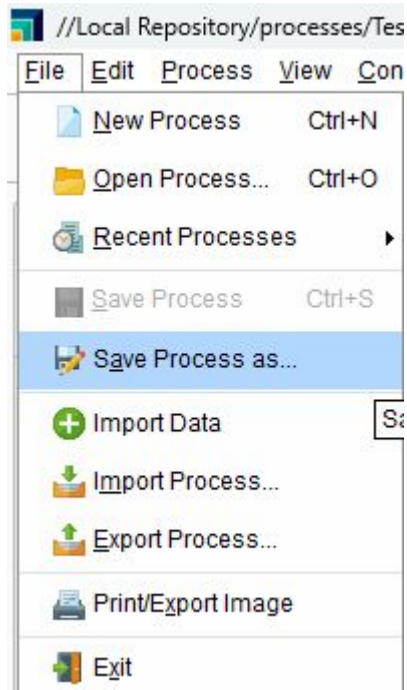 //Local Repository/processes/Tes
File Edit Process View Con
New Process Ctrl+N
Open Process... Ctrl+O
Recent Processes
Save Process Ctrl+S
Save Process as...
Import Data Sa
Import Process...
Export Process...
Print/Export Image
Exit